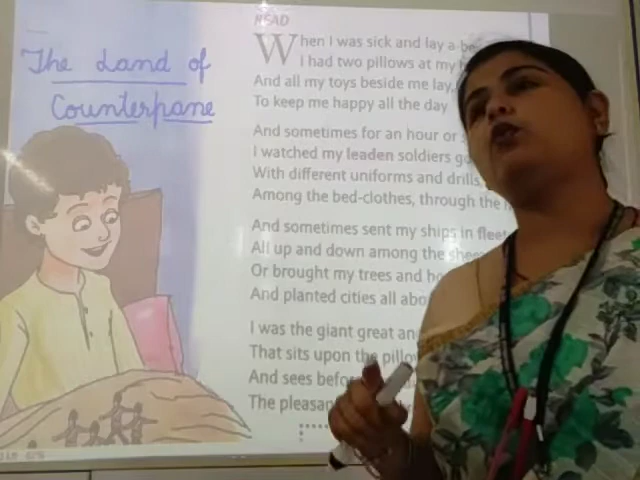 The Land of
Counterpane
READ
When I was sick and lay a-be
I had two pillows at my h
And all my toys beside me lay,
To keep me happy all the day
And sometimes for an hour or s
I watched my leaden soldiers go
With different uniforms and drills,
Among the bed-clothes, through the
And sometimes sent my ships in fleet
All up and down among the shee
Or brought my trees and ho
And planted cities all abo
I was the giant great an
That sits upon the pillo
And sees befo
The pleasan